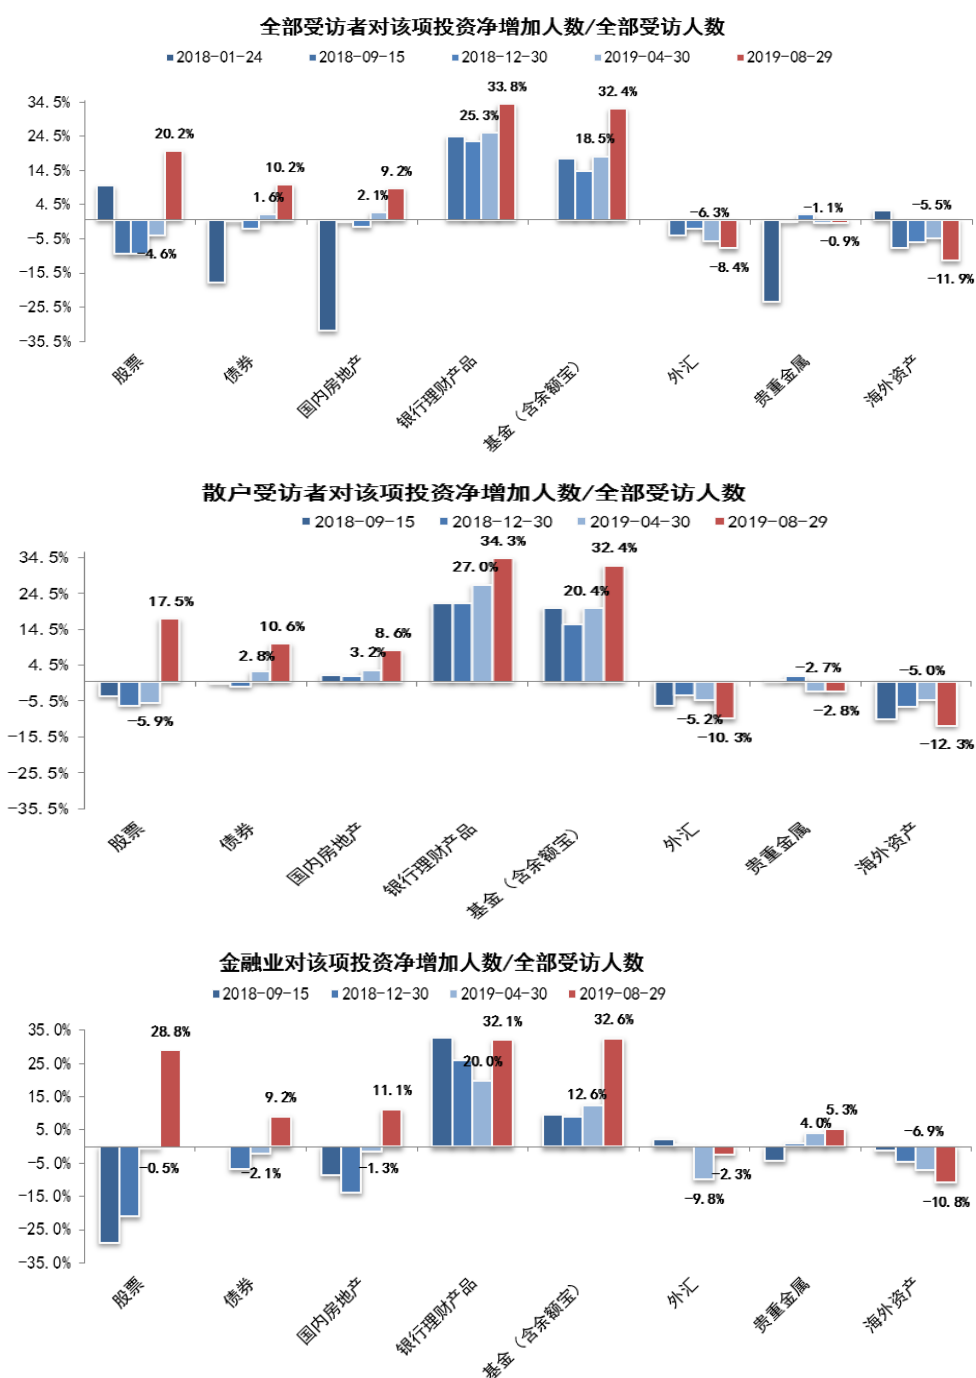 全部受访者对该项投资净增加人数/全部受访人数
2018-01-24 2018-09-15 2018-12-30 2019-04-30 2019-08-29
34.5%
24.5%
14.5%
4.5%
-5.5%
-15.5%
-25.5%
-35.5%
20.2%
-4.6%
1.6%
10.2%
2.1%
9.2%
25.3%
33.8%
18.5%
32.4%
-6.3%
-8.4%
-1.1%
-0.9%
-5.5%
-11.9%
股票
债券
国内房地产
银行理财产品
基金（含余额宝）
外汇
贵重金属
海外资产
散户受访者对该项投资净增加人数/全部受访人数
2018-09-15 2018-12-30 2019-04-30 2019-08-29
34.5%
24.5%
14.5%
4.5%
-5.5%
-15.5%
-25.5%
-35.5%
17.5%
-5.9%
2.8%
10.6%
3.2%
8.6%
27.0%
34.3%
20.4%
32.4%
-5.2%
-10.3%
-2.7%
-2.8%
-5.0%
-12.3%
股票
债券
国内房地产
银行理财产品
基金（含余额宝）
外汇
贵重金属
海外资产
金融业对该项投资净增加人数/全部受访人数
2018-09-15 2018-12-30 2019-04-30 2019-08-29
35.0%
25.0%
15.0%
5.0%
-5.0%
-15.0%
-25.0%
-35.0%
28.8%
-0.5%
9.2%
-2.1%
11.1%
-1.3%
32.1%
20.0%
32.6%
12.6%
-9.8%
-2.3%
4.0%
5.3%
-6.9%
-10.8%
股票
债券
国内房地产
银行理财产品
基金（含余额宝）
外汇
贵重金属
海外资产